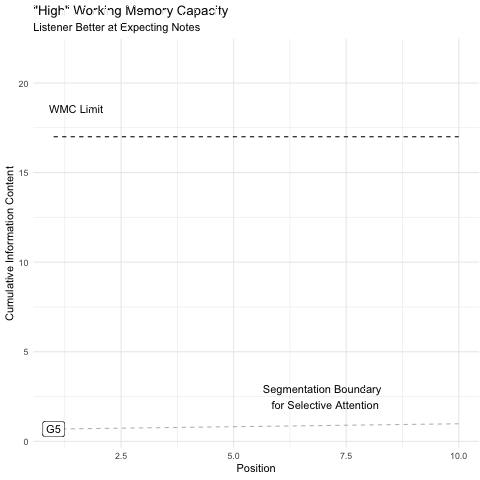 "High" Working Memory Capacity
Listener Better at Expecting Notes
20
WMC Limit
15
Cumulative Information Content
10
5
Segmentation Boundary
for Selective Attention
G5
0
2.5 5.0 7.5 10.0
Position